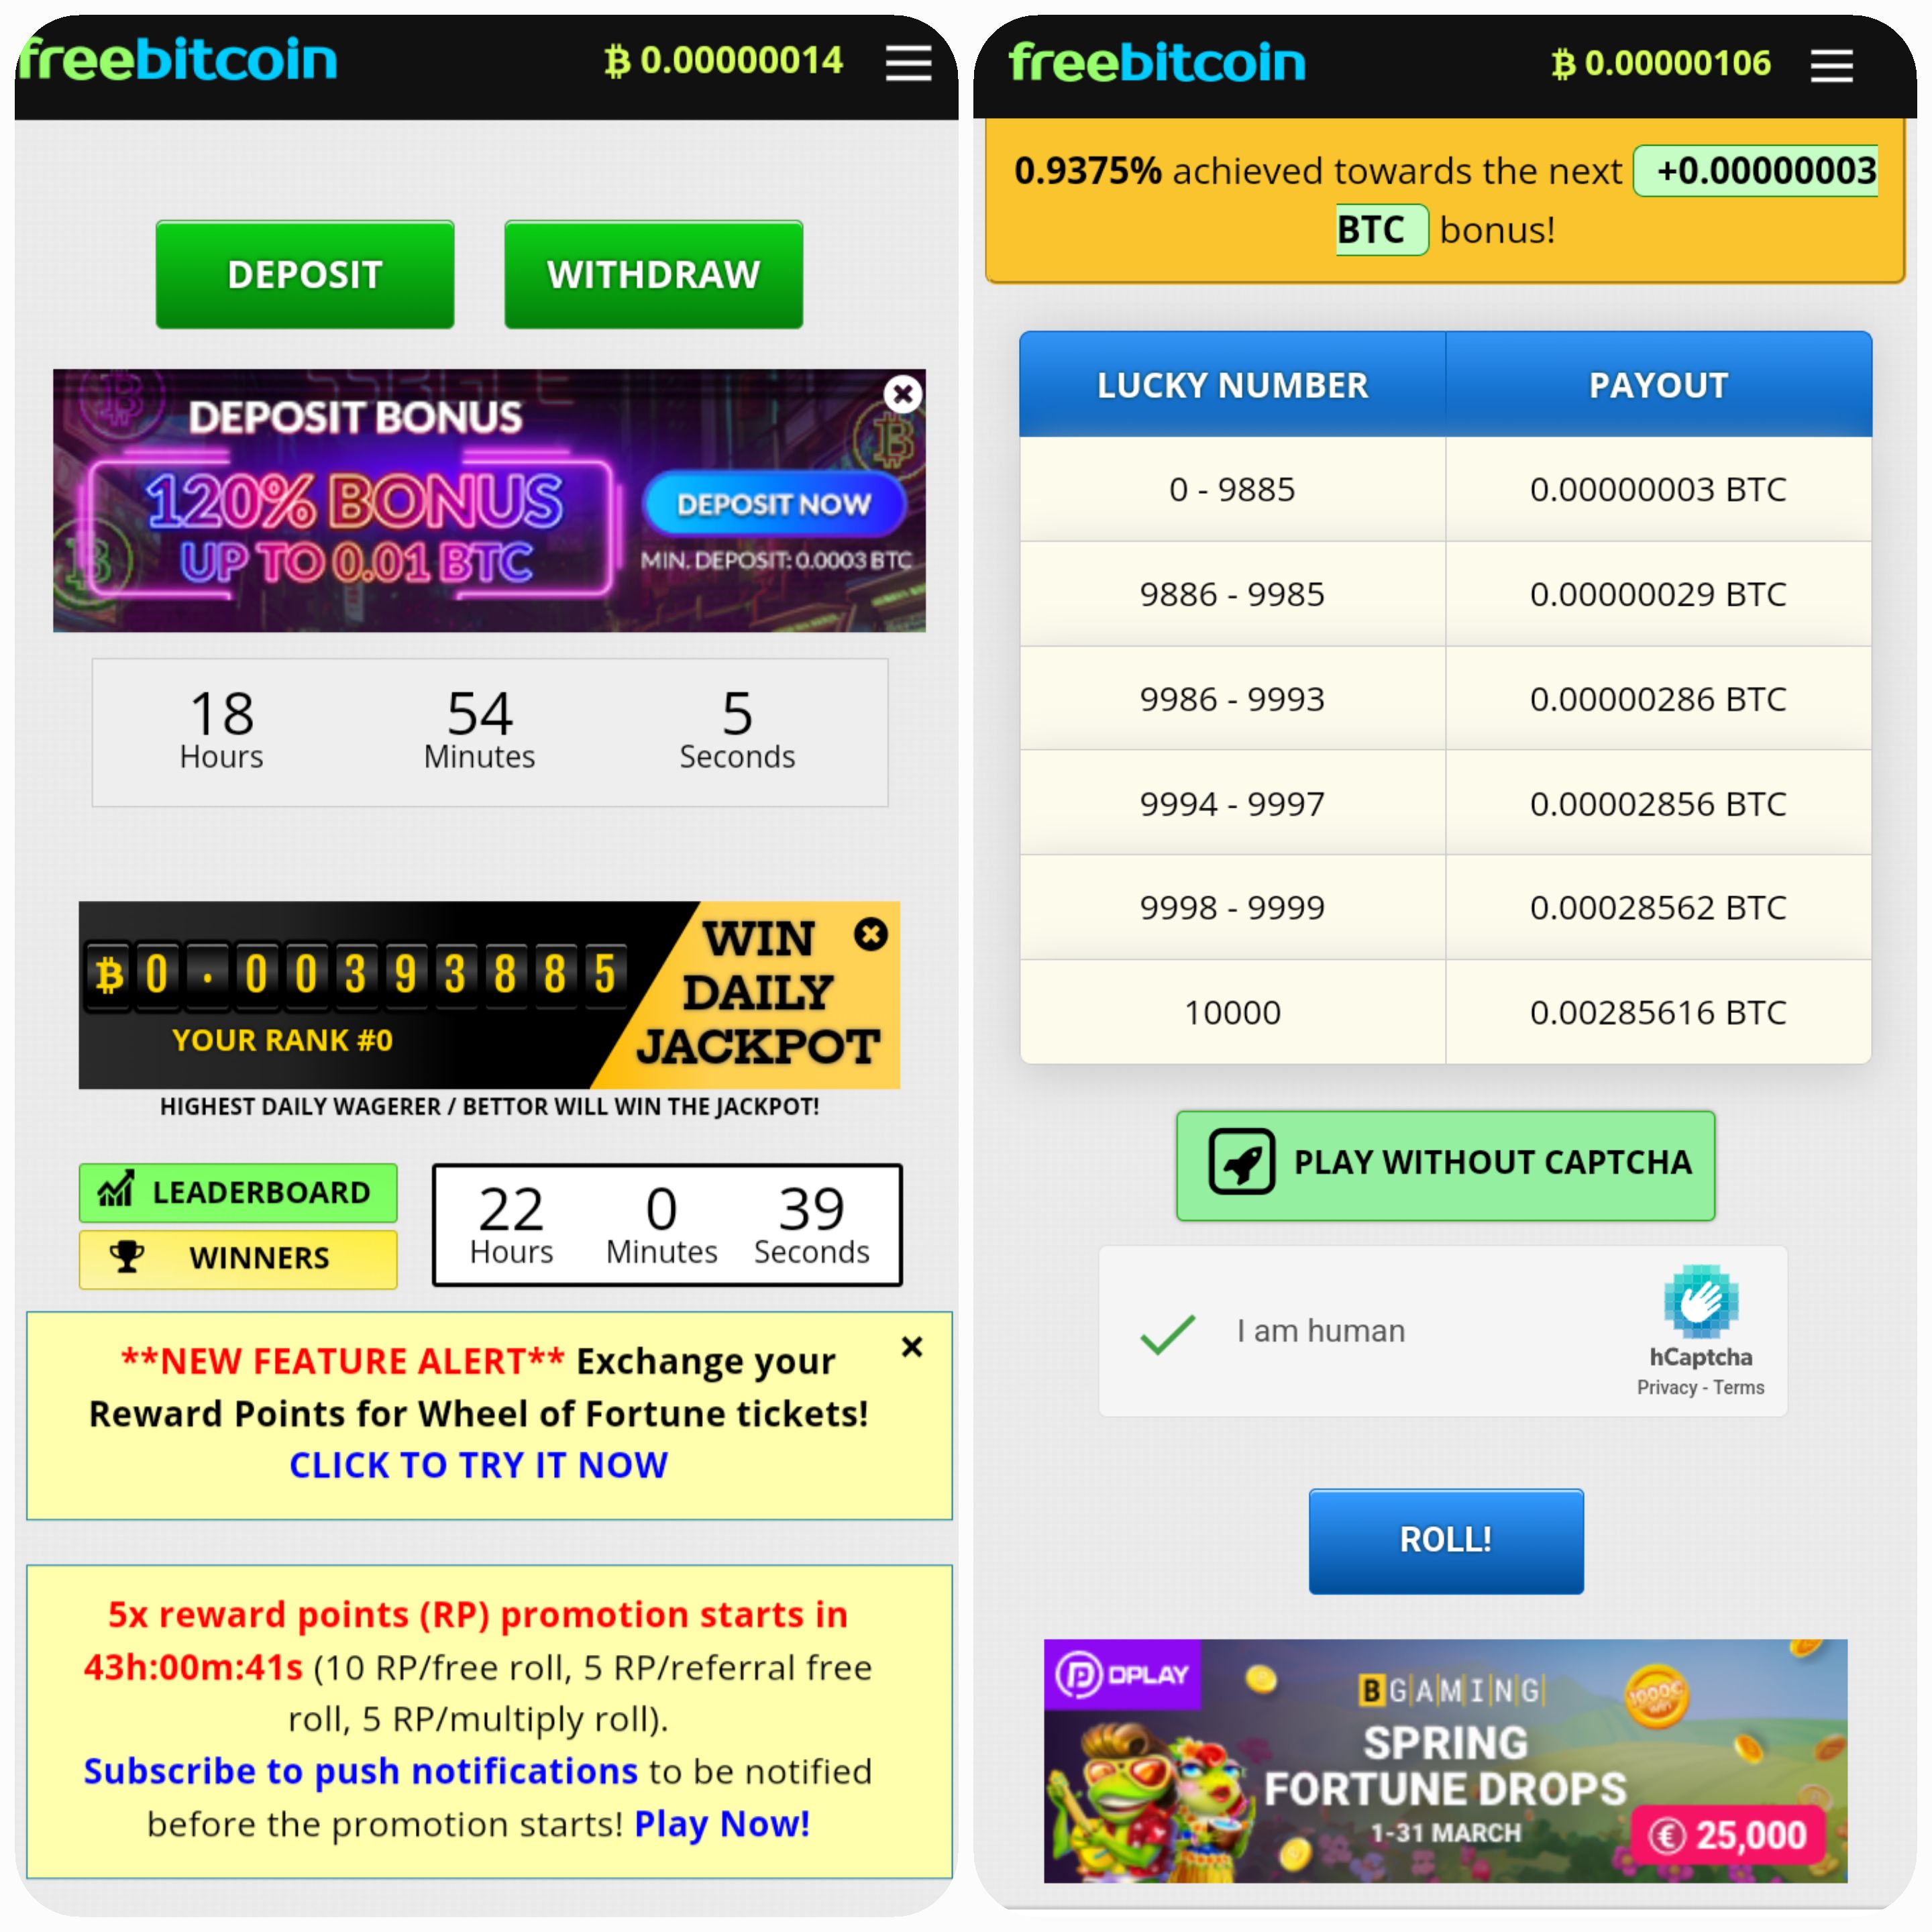 freebitcoin
₿ 0.00000014
DEPOSIT
WITHDRAW
DEPOSIT BONUS
120% BONUS
UP TO 0.01 BTC
DEPOSIT NOW
MIN. DEPOSIT: 0.0003 BTC
18 54 5
Hours Minutes Seconds
₿ 0 . 0 0 3 9 3 8 8 5
YOUR RANK #0
WIN
DAILY
JACKPOT
HIGHEST DAILY WAGERER / BETTOR WILL WIN THE JACKPOT!
LEADERBOARD
WINNERS
22 0 39
Hours Minutes Seconds
**NEW FEATURE ALERT** Exchange your
Reward Points for Wheel of Fortune tickets!
CLICK TO TRY IT NOW
5x reward points (RP) promotion starts in
43h:00m:41s (10 RP/free roll, 5 RP/referral free
roll, 5 RP/multiply roll).
Subscribe to push notifications to be notified
before the promotion starts! Play Now!
freebitcoin
₿ 0.00000106
0.9375% achieved towards the next +0.00000003
BTC bonus!
LUCKY NUMBER PAYOUT
0 - 9885 0.00000003 BTC
9886 - 9985 0.00000029 BTC
9986 - 9993 0.00000286 BTC
9994 - 9997 0.00002856 BTC
9998 - 9999 0.00028562 BTC
10000 0.00285616 BTC
PLAY WITHOUT CAPTCHA
I am human
hCaptcha
Privacy - Terms
ROLL!
DPLAY
BGAMING
SPRING
FORTUNE DROPS
1-31 MARCH
€ 25,000